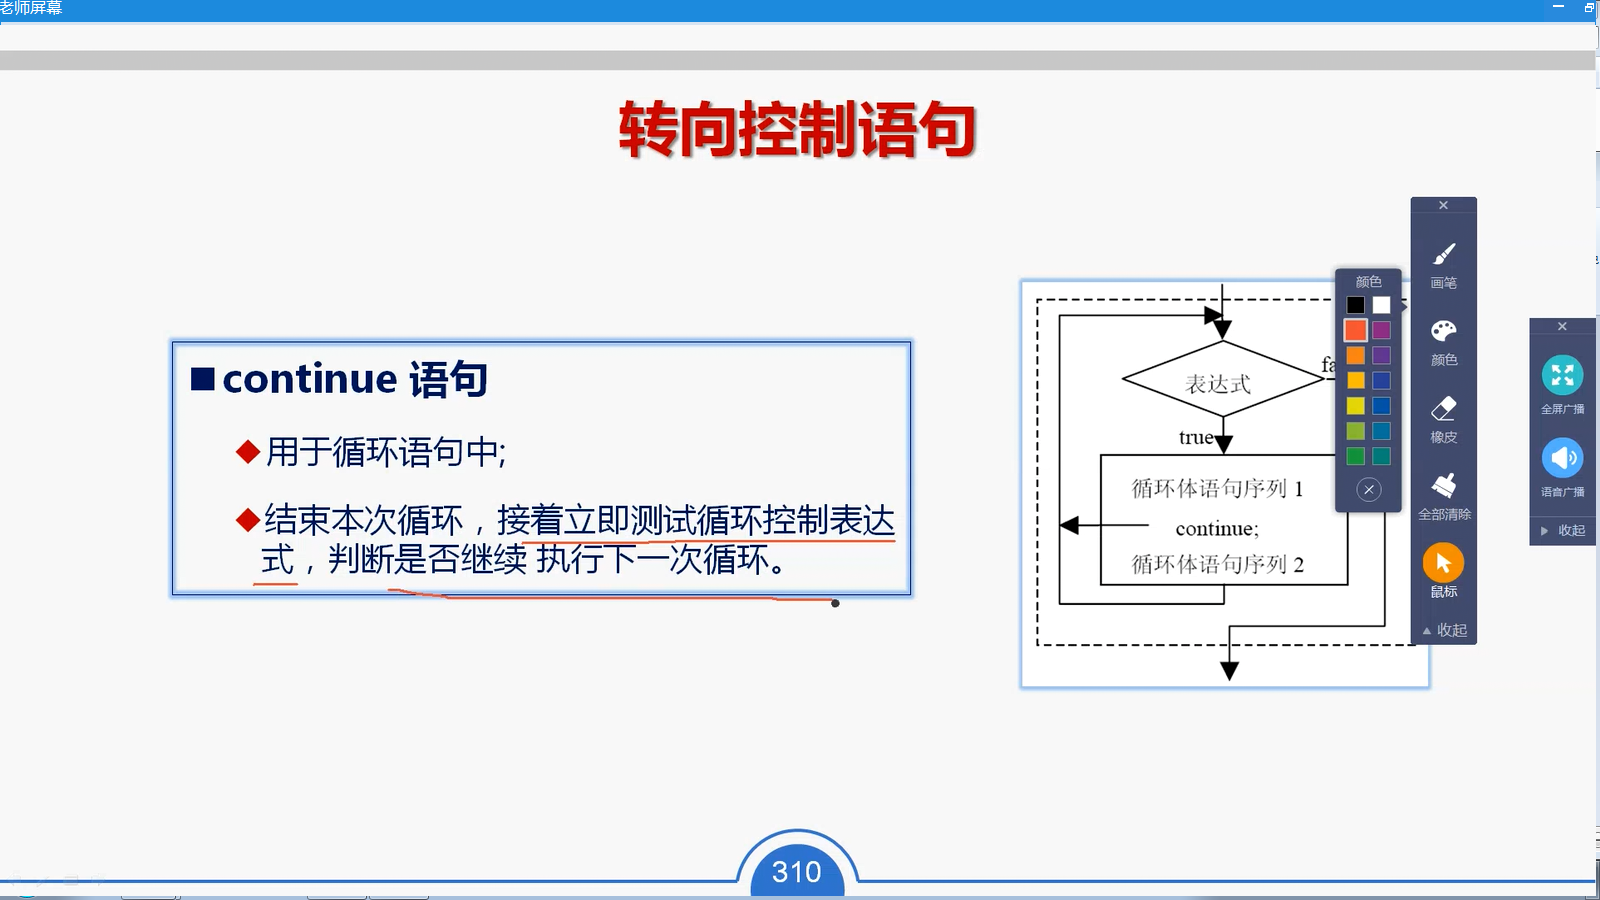 老师屏幕
转向控制语句
continue 语句
用于循环语句中;
结束本次循环，接着立即测试循环控制表达
式，判断是否继续 执行下一次循环。
表达式
fa
true
循环体语句序列 1
continue;
循环体语句序列 2
颜色
画笔
颜色
橡皮
全部清除
鼠标
收起
全屏广播
语音广播
收起
310